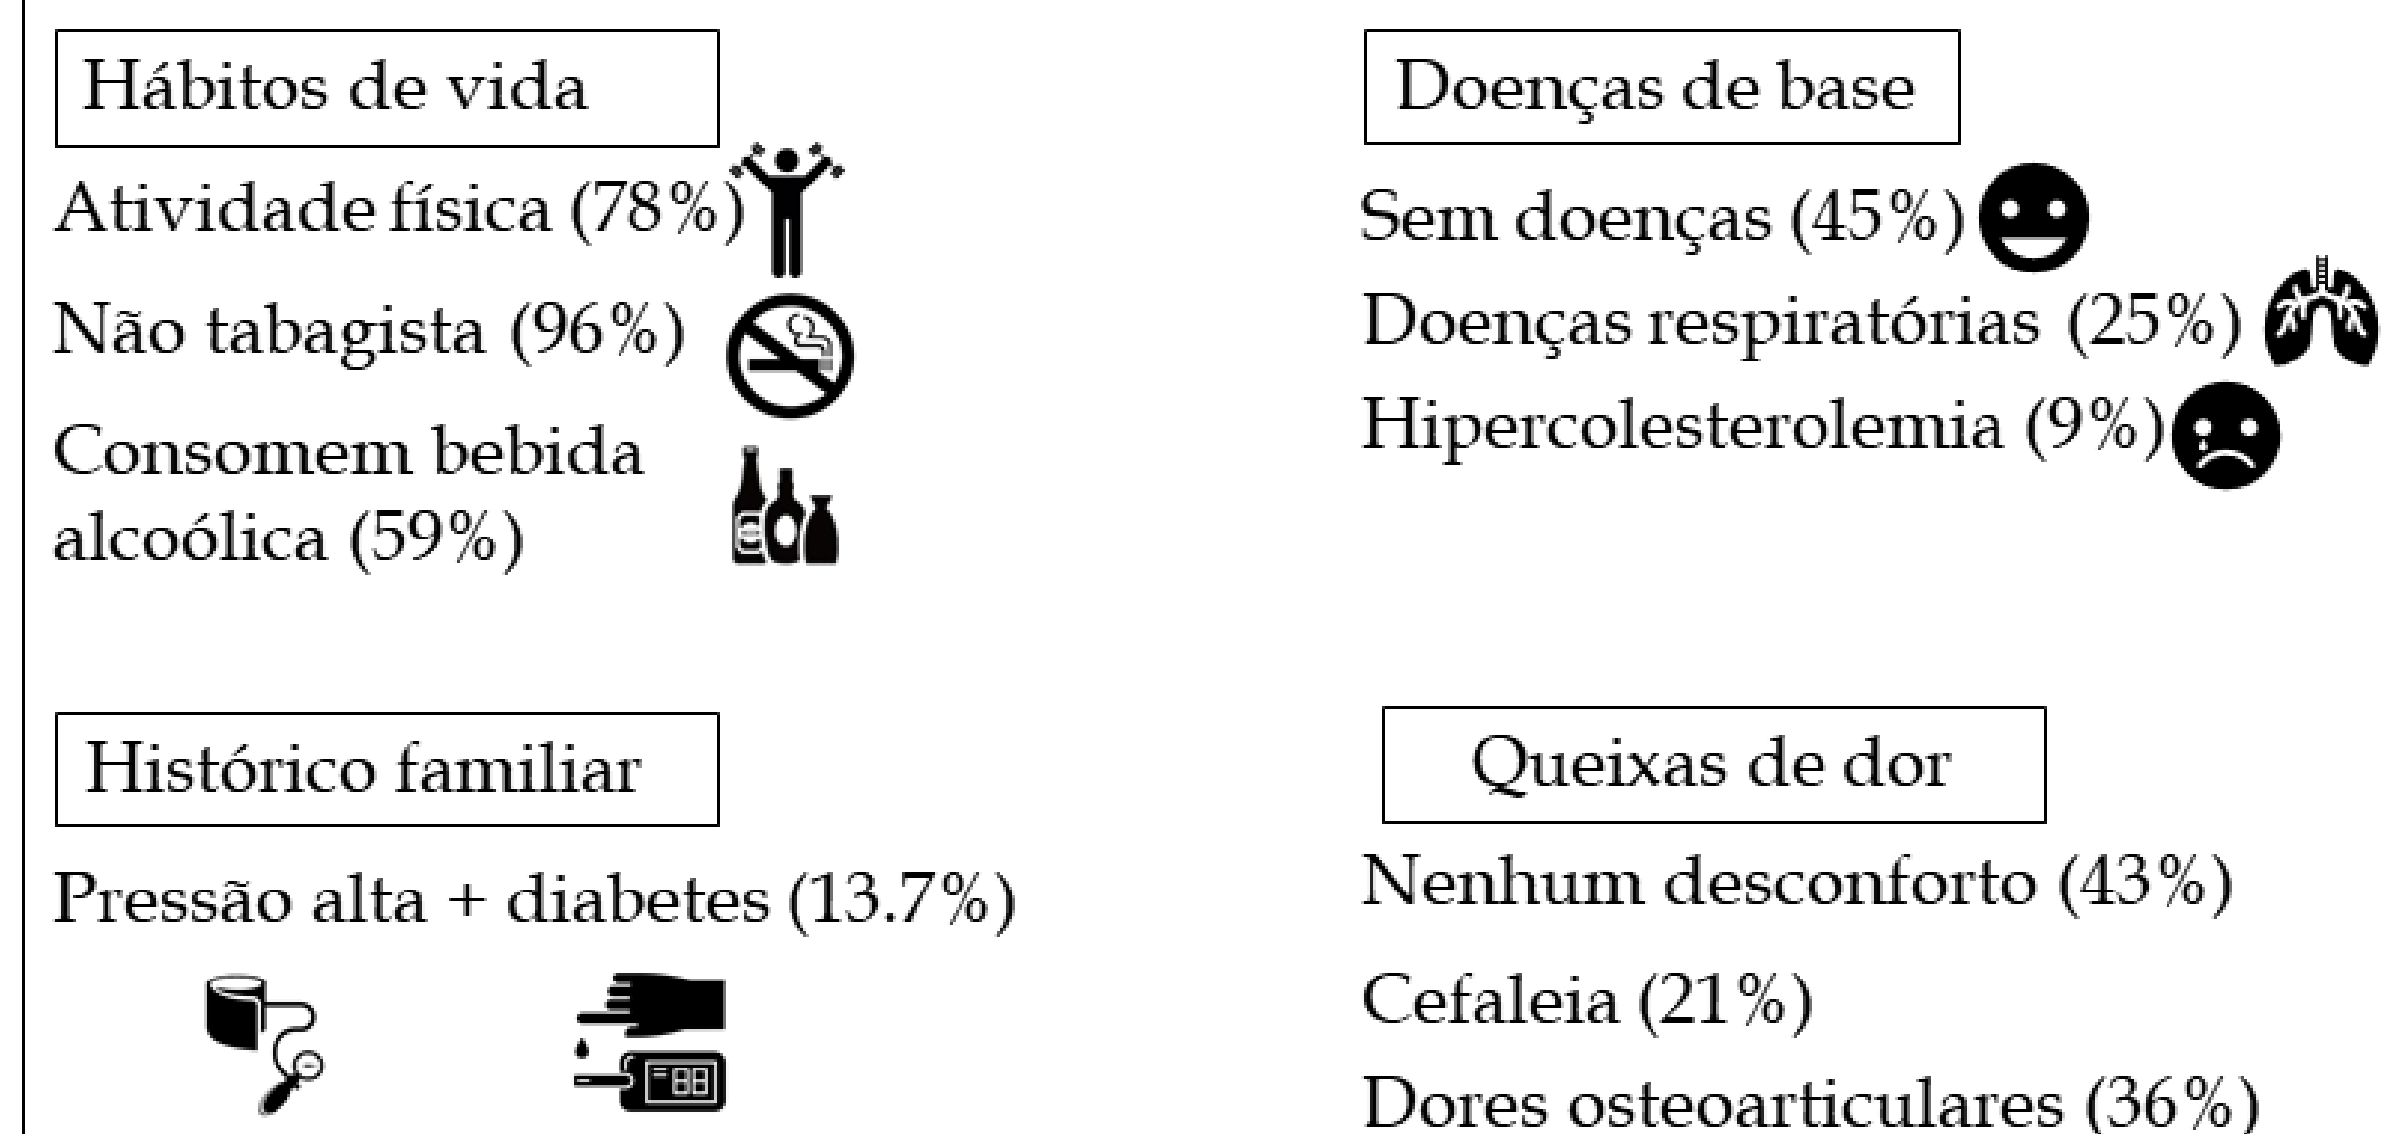 Hábitos de vida
Atividade física (78%)
Não tabagista (96%)
Consomem bebida
alcoólica (59%)
Doenças de base
Sem doenças (45%)
Doenças respiratórias (25%)
Hipercolesterolemia (9%)
Histórico familiar
Pressão alta + diabetes (13.7%)
Queixas de dor
Nenhum desconforto (43%)
Cefaleia (21%)
Dores osteoarticulares (36%)